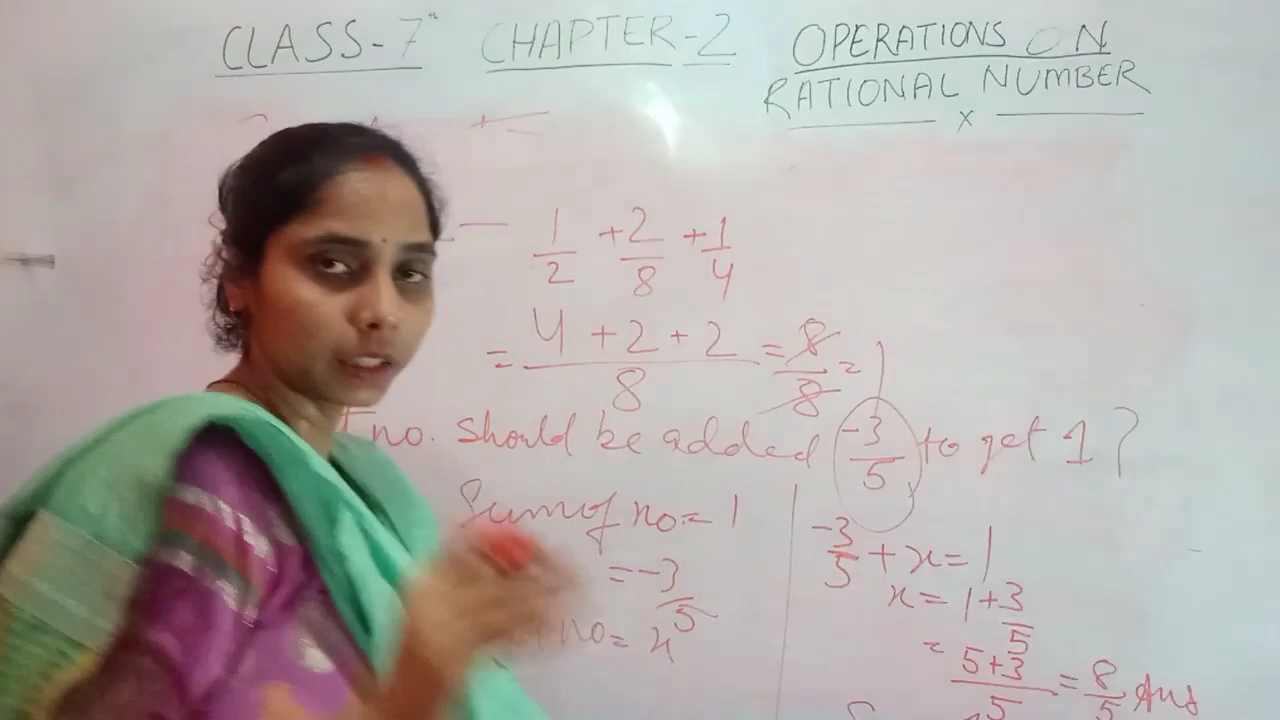 CLASS-7th CHAPTER-2 OPERATIONS ON
RATIONAL NUMBER
x
1/2 + 2/8 + 1/4
= 4 + 2 + 2 / 8 = 8/8 = 1
no. should be added -3/5 to get 1?
Sum of no = 1
= -3/5
no = x
-3/5 + x = 1
x = 1 + 3/5
= 5+3/5 = 8/5 Ans